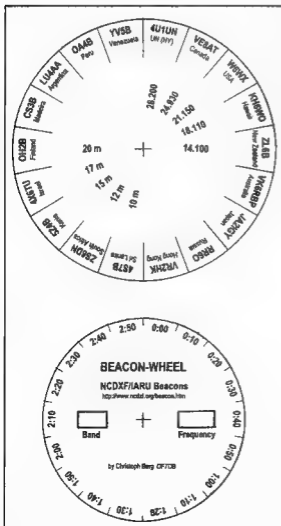 4U1UN
UN (NY)
VE8AT
Canada
W6WX
USA
KH6WO
Hawaii
ZL6B
New Zealand
VK6RBP
Australia
JA2IGY
Japan
RR9O
Russia
VR2HK
Hong Kong
4S7B
Sri Lanka
ZS6DN
South Africa
5Z4B
Kenia
4X6TU
Israel
OH2B
Finland
CS3B
Madeira
LU4AA
Argentina
OA4B
Peru
YV5B
Venezuela
28.200
24.930
21.150
18.110
14.100
20 m
17 m
15 m
12 m
10 m
2:50
0:00
0:10
0:20
0:40
0:50
1:00
1:10
1:20
1:30
1:40
1:50
2:00
2:10
2:20
2:30
2:40
BEACON-WHEEL
NCDXF/IARU Beacons
http://www.ncdxf.org/beacon.htm
Band
Frequency
by Christoph Berg DF7CB